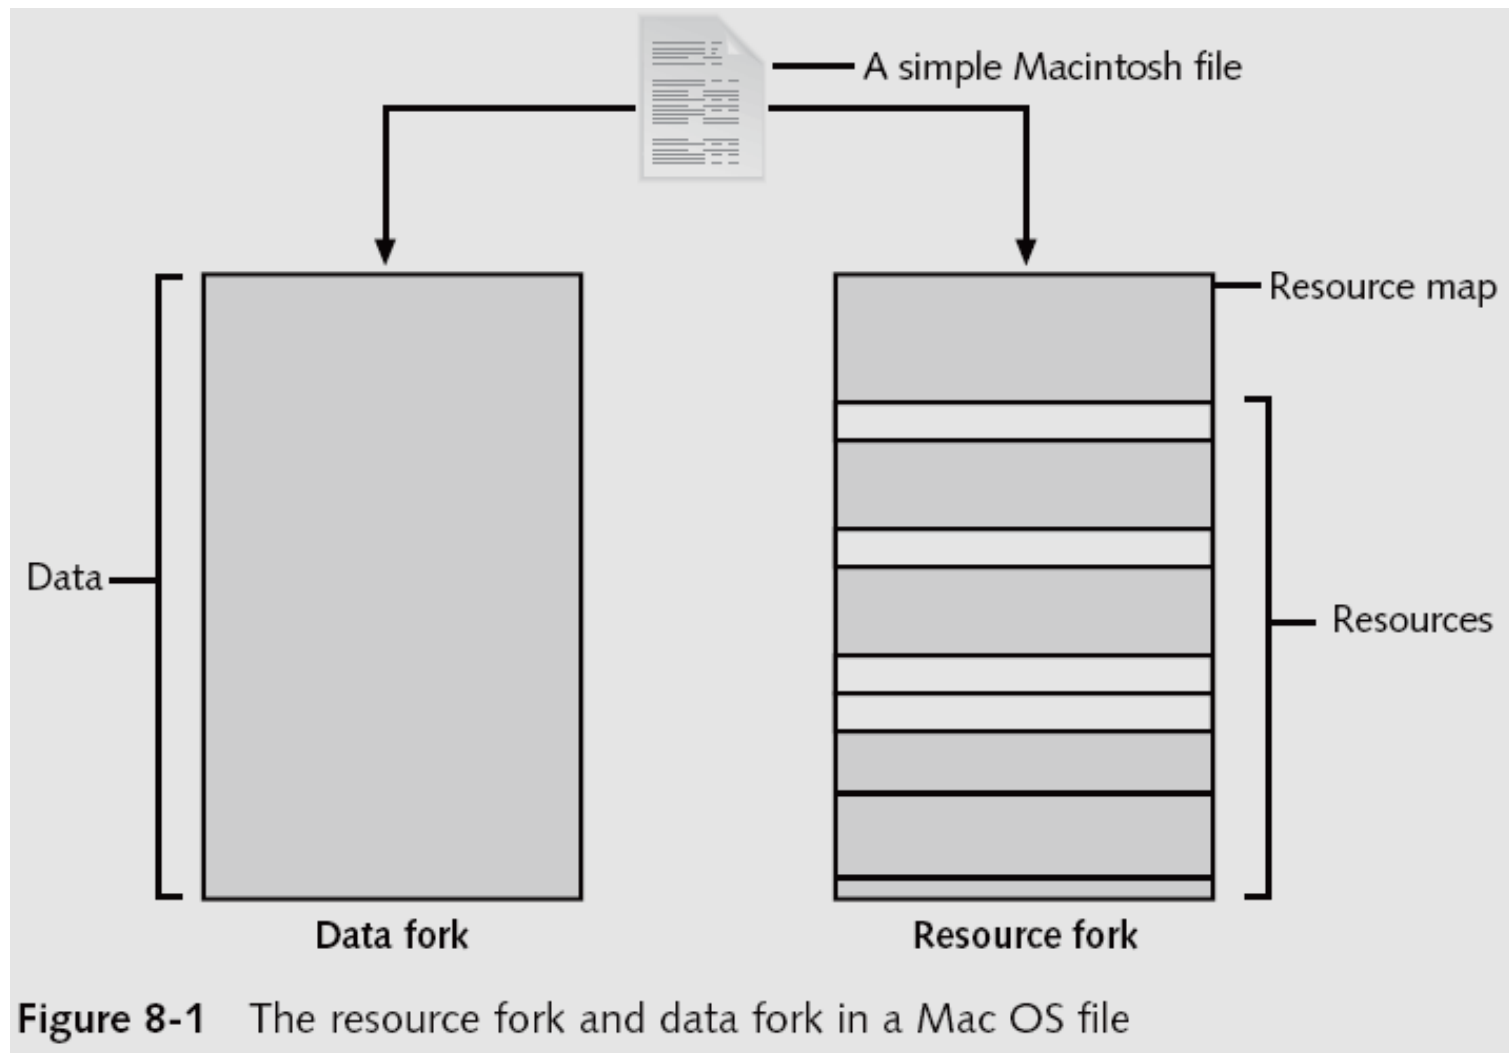 A simple Macintosh file
Resource map
Data
Resources
Data fork
Resource fork
Figure 8-1 The resource fork and data fork in a Mac OS file